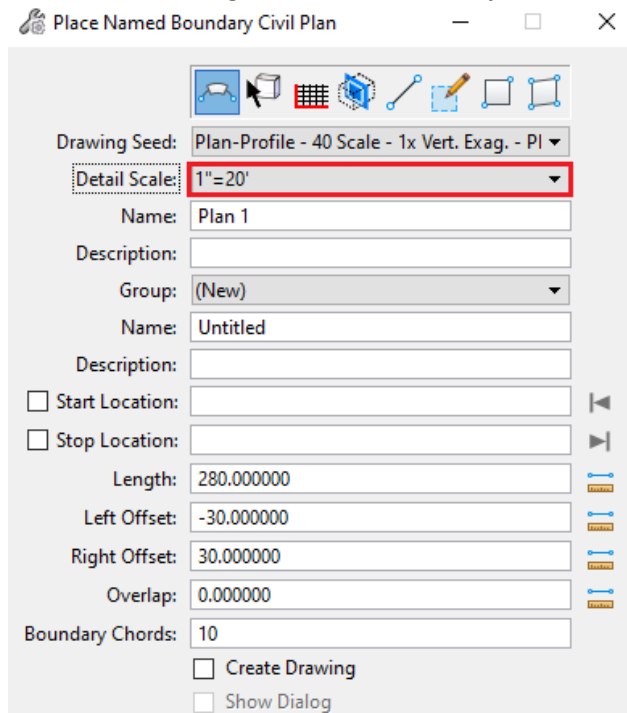 Place Named Boundary Civil Plan
Drawing Seed: Plan-Profile - 40 Scale - 1x Vert. Exag. - Pl
Detail Scale: 1"=20'
Name: Plan 1
Description:
Group: (New)
Name: Untitled
Description:
Start Location:
Stop Location:
Length: 280.000000
Left Offset: -30.000000
Right Offset: 30.000000
Overlap: 0.000000
Boundary Chords: 10
Create Drawing
Show Dialog